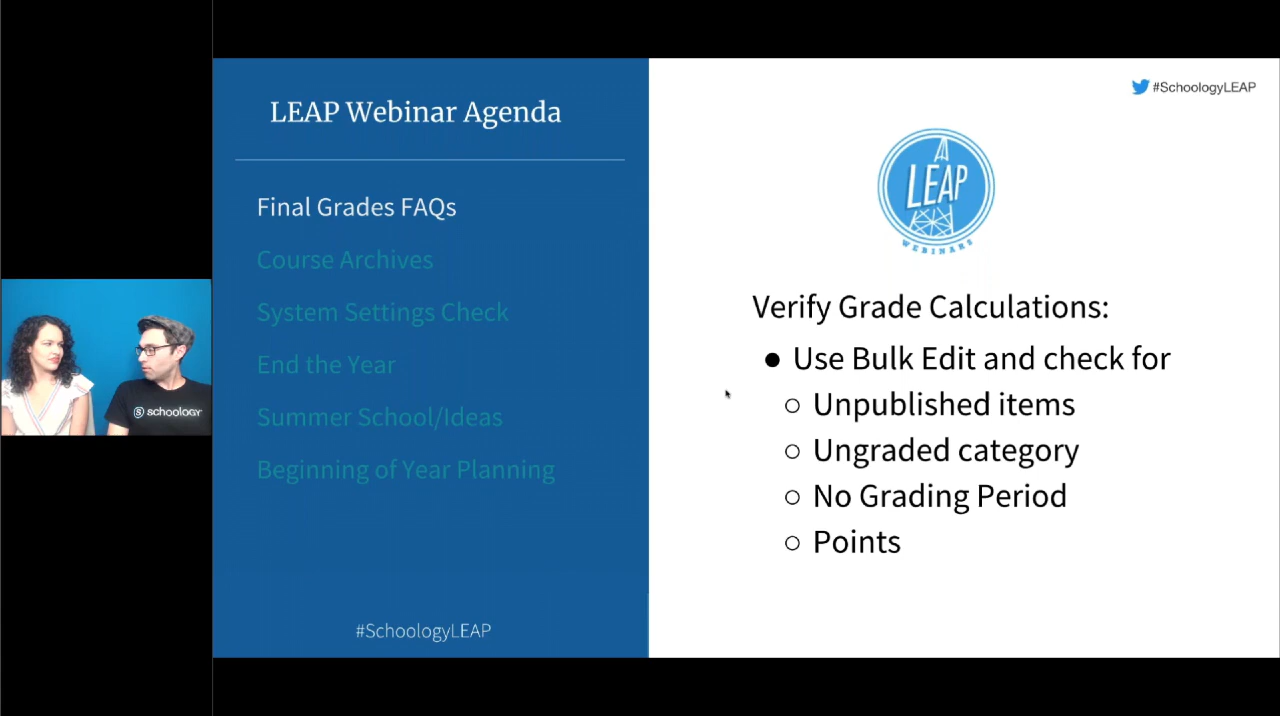 #SchoologyLEAP
LEAP Webinar Agenda
Final Grades FAQs
Course Archives
System Settings Check
End the Year
Summer School/Ideas
Beginning of Year Planning
#SchoologyLEAP
LEAP
WEBINARS
Verify Grade Calculations:
● Use Bulk Edit and check for
○ Unpublished items
○ Ungraded category
○ No Grading Period
○ Points
S schoology